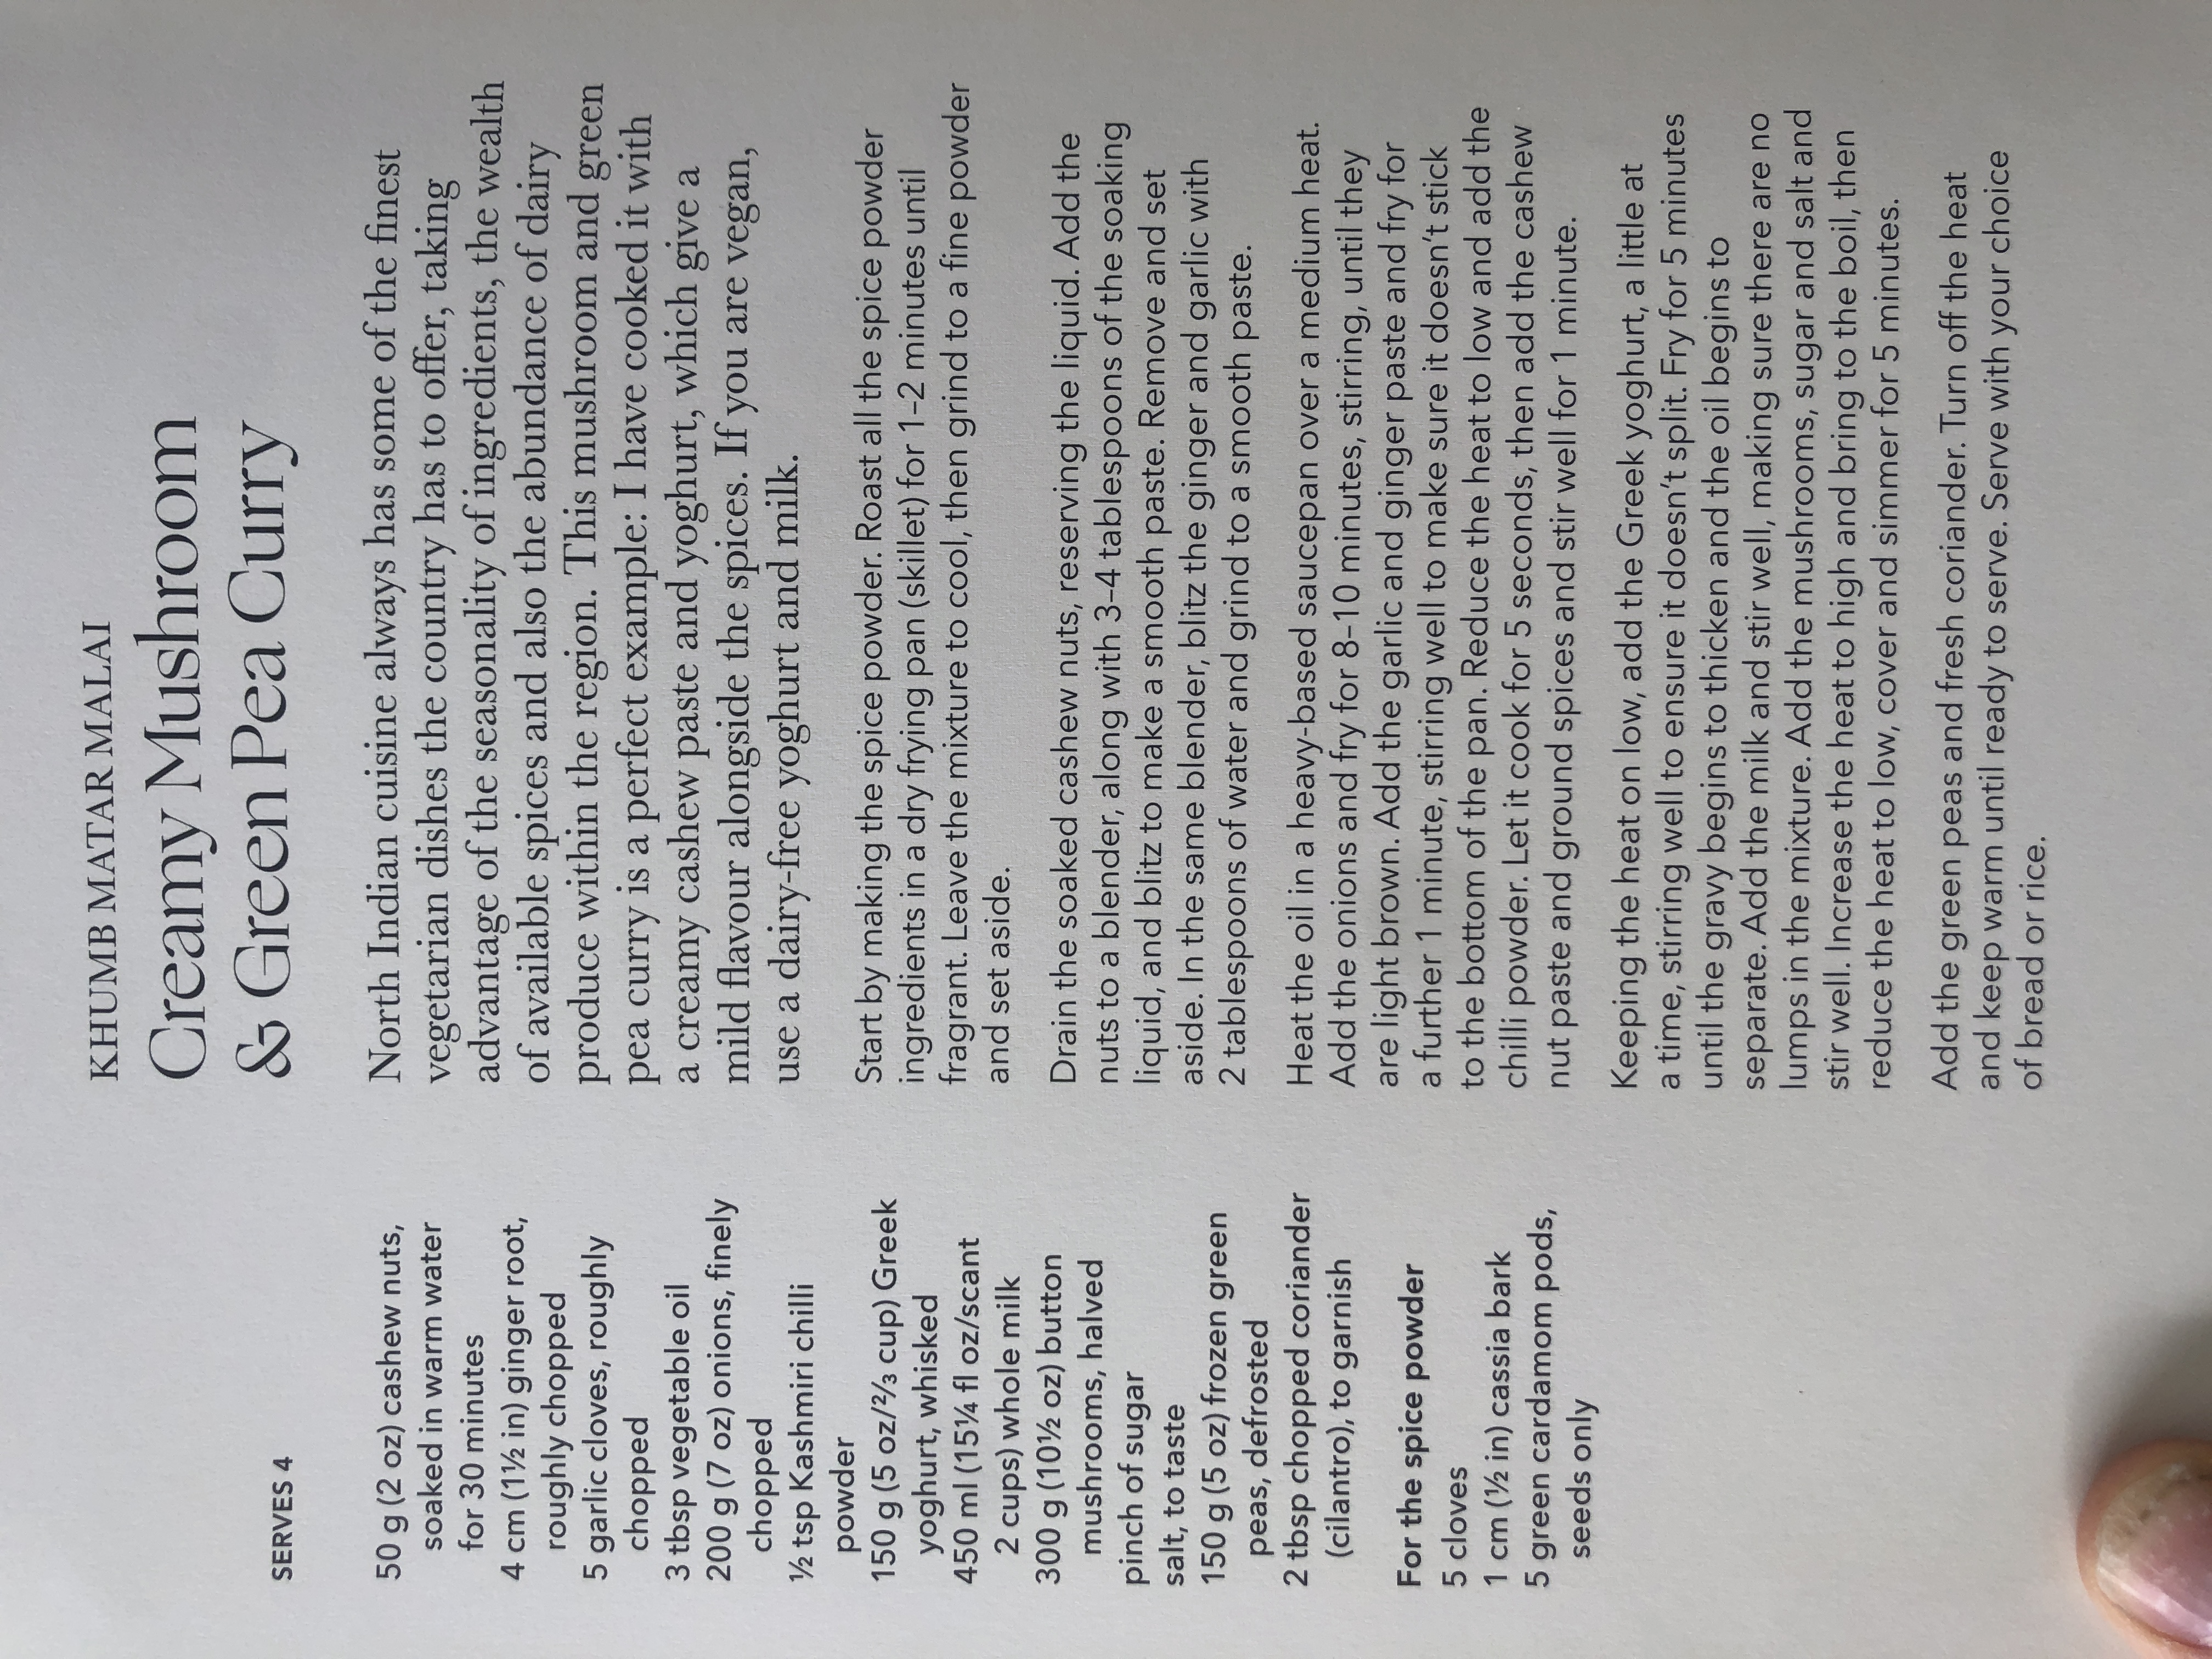 KHUMB MATAR MALAI
Creamy Mushroom
& Green Pea Curry
SERVES 4
50 g (2 oz) cashew nuts,
soaked in warm water
for 30 minutes
4 cm (1½ in) ginger root,
roughly chopped
5 garlic cloves, roughly
chopped
3 tbsp vegetable oil
200 g (7 oz) onions, finely
chopped
½ tsp Kashmiri chilli
powder
150 g (5 oz/⅔ cup) Greek
yoghurt, whisked
450 ml (15¼ fl oz/scant
2 cups) whole milk
300 g (10½ oz) button
mushrooms, halved
pinch of sugar
salt, to taste
150 g (5 oz) frozen green
peas, defrosted
2 tbsp chopped coriander
(cilantro), to garnish
For the spice powder
5 cloves
1 cm (½ in) cassia bark
5 green cardamom pods,
seeds only
North Indian cuisine always has some of the finest
vegetarian dishes the country has to offer, taking
advantage of the seasonality of ingredients, the wealth
of available spices and also the abundance of dairy
produce within the region. This mushroom and green
pea curry is a perfect example: I have cooked it with
a creamy cashew paste and yoghurt, which give a
mild flavour alongside the spices. If you are vegan,
use a dairy-free yoghurt and milk.
Start by making the spice powder. Roast all the spice powder
ingredients in a dry frying pan (skillet) for 1–2 minutes until
fragrant. Leave the mixture to cool, then grind to a fine powder
and set aside.
Drain the soaked cashew nuts, reserving the liquid. Add the
nuts to a blender, along with 3–4 tablespoons of the soaking
liquid, and blitz to make a smooth paste. Remove and set
aside. In the same blender, blitz the ginger and garlic with
2 tablespoons of water and grind to a smooth paste.
Heat the oil in a heavy-based saucepan over a medium heat.
Add the onions and fry for 8–10 minutes, stirring, until they
are light brown. Add the garlic and ginger paste and fry for
a further 1 minute, stirring well to make sure it doesn't stick
to the bottom of the pan. Reduce the heat to low and add the
chilli powder. Let it cook for 5 seconds, then add the cashew
nut paste and ground spices and stir well for 1 minute.
Keeping the heat on low, add the Greek yoghurt, a little at
a time, stirring well to ensure it doesn't split. Fry for 5 minutes
until the gravy begins to thicken and the oil begins to
separate. Add the milk and stir well, making sure there are no
lumps in the mixture. Add the mushrooms, sugar and salt and
stir well. Increase the heat to high and bring to the boil, then
reduce the heat to low, cover and simmer for 5 minutes.
Add the green peas and fresh coriander. Turn off the heat
and keep warm until ready to serve. Serve with your choice
of bread or rice.